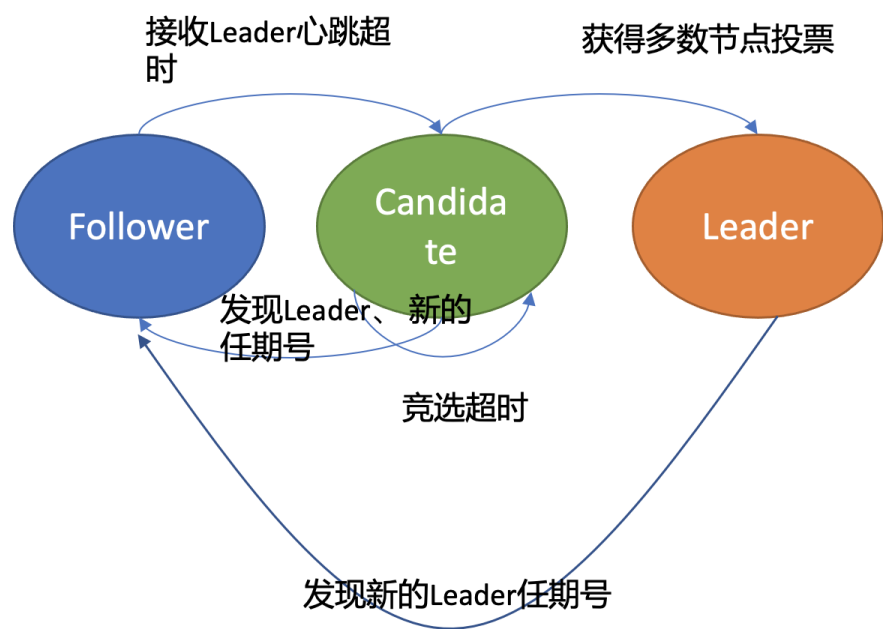 接收Leader心跳超
时
获得多数节点投票
Follower
Candida
te
Leader
发现Leader、 新的
任期号
竞选超时
发现新的Leader任期号